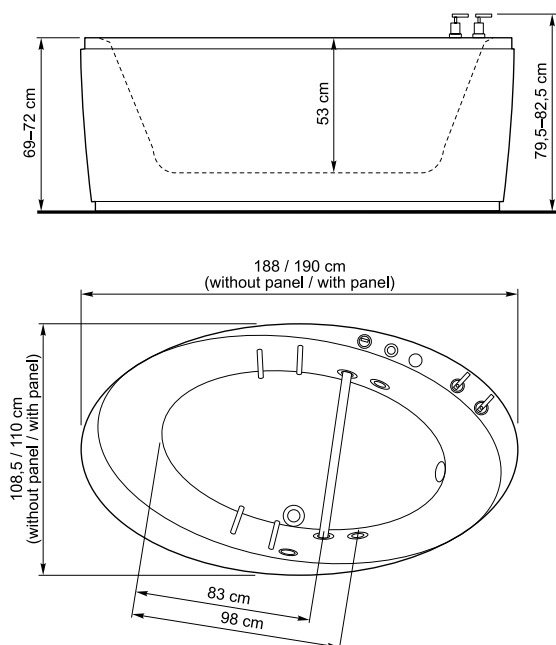 69–72 cm
53 cm
79,5–82,5 cm
188 / 190 cm
(without panel / with panel)
108,5 / 110 cm
(without panel / with panel)
83 cm
98 cm